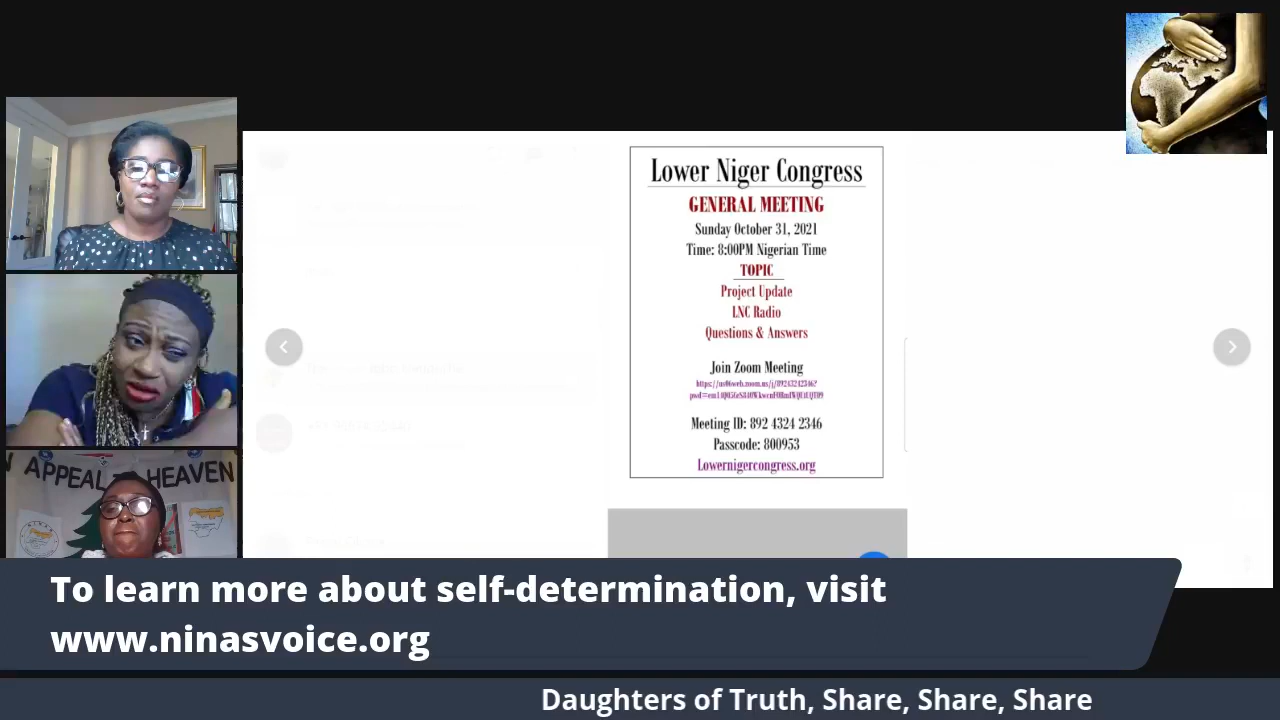 Lower Niger Congress
GENERAL MEETING
Sunday October 31, 2021
Time: 8:00PM Nigerian Time
TOPIC
Project Update
LNC Radio
Questions & Answers
Join Zoom Meeting
Meeting ID: 892 4324 2346
Passcode: 800953
Lowernigercongress.org
APPEAL TO HEAVEN
To learn more about self-determination, visit
www.ninasvoice.org
Daughters of Truth, Share, Share, Share